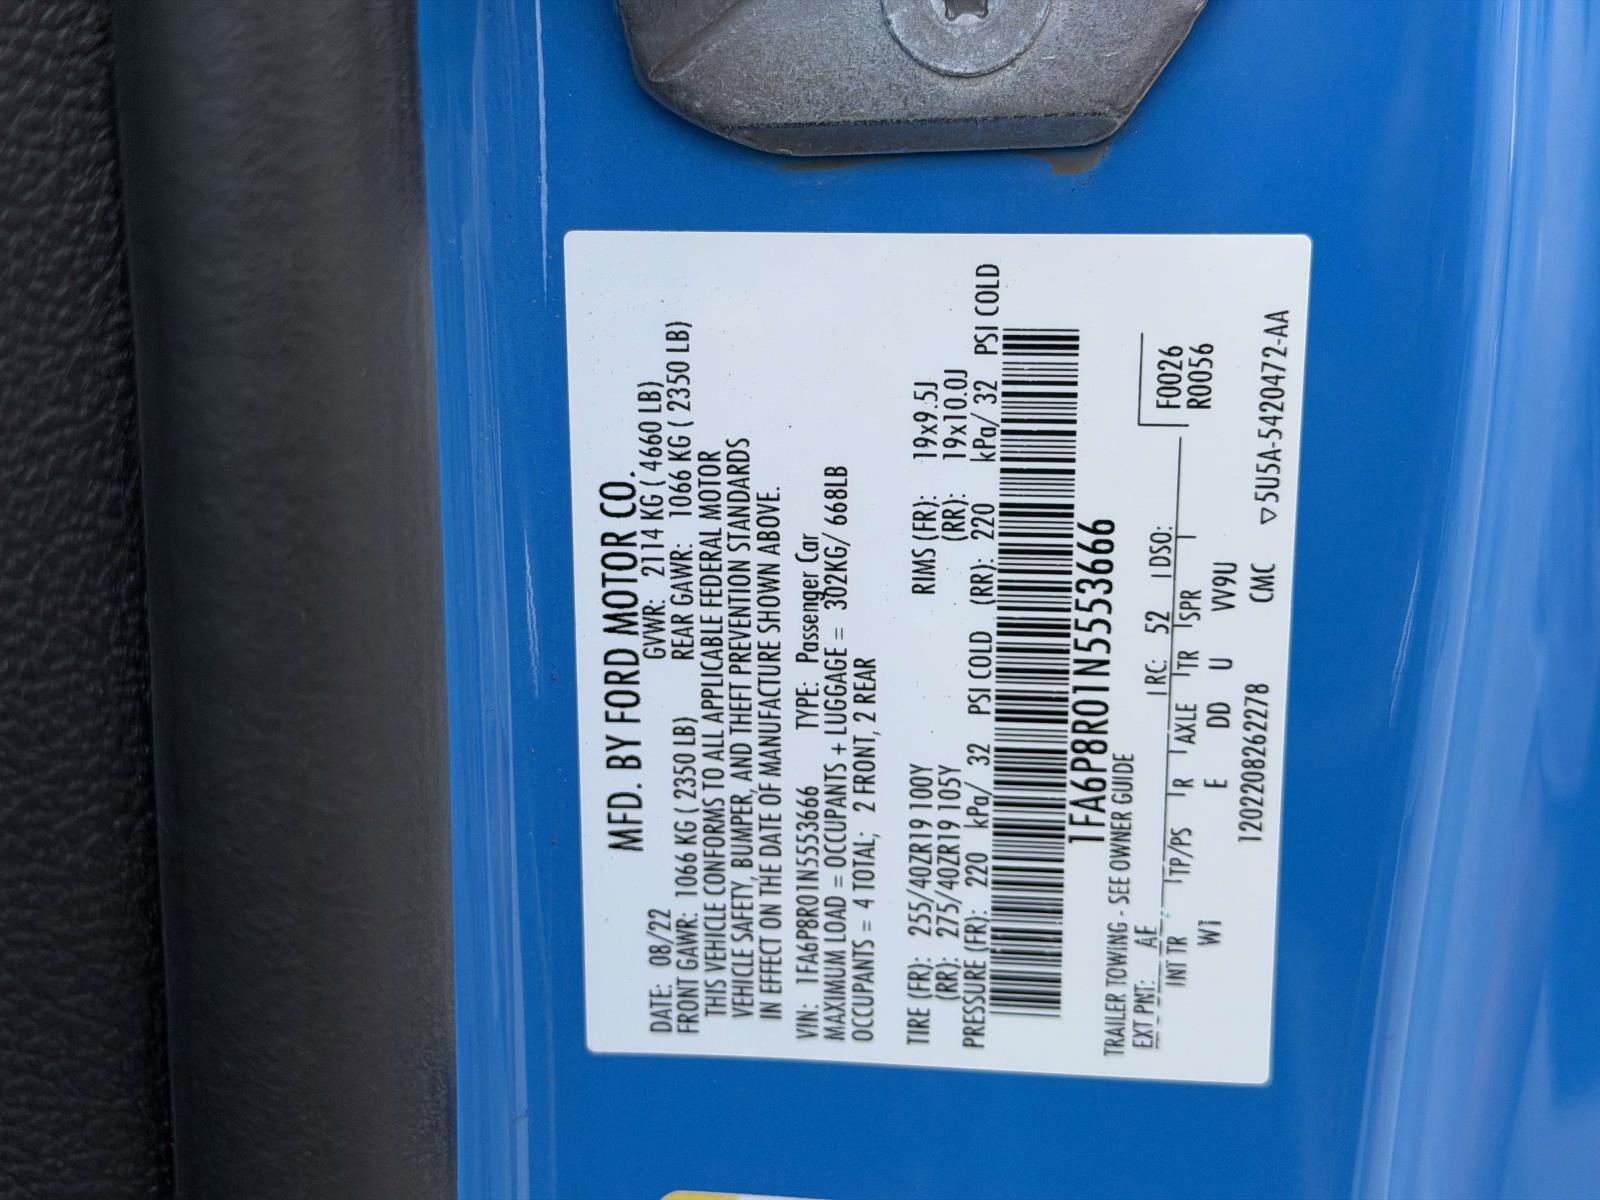 MFD. BY FORD MOTOR CO.
DATE: 08/22 GVWR: 2114 KG ( 4660 LB)
FRONT GAWR: 1066 KG ( 2350 LB) REAR GAWR: 1066 KG ( 2350 LB)
THIS VEHICLE CONFORMS TO ALL APPLICABLE FEDERAL MOTOR
VEHICLE SAFETY, BUMPER, AND THEFT PREVENTION STANDARDS
IN EFFECT ON THE DATE OF MANUFACTURE SHOWN ABOVE.
VIN: 1FA6P8R01N5553666 TYPE: Passenger Car
MAXIMUM LOAD = OCCUPANTS + LUGGAGE = 302KG/ 668LB
OCCUPANTS = 4 TOTAL; 2 FRONT, 2 REAR
TIRE (FR): 255/40ZR19 100Y RIMS (FR): 19x9.5J
(RR): 275/40ZR19 105Y (RR): 19x10.0J
PRESSURE (FR): 220 kPa/ 32 PSI COLD (RR): 220 kPa/ 32 PSI COLD
1FA6P8R01N5553666
TRAILER TOWING - SEE OWNER GUIDE
EXT PNT: AE RC: 52 DSO: F0026
R0056
INT TR TP/PS R AXLE TR SPR
W1 E DD U W9U
1202208262278 CMC ▽5U5A-5420472-AA